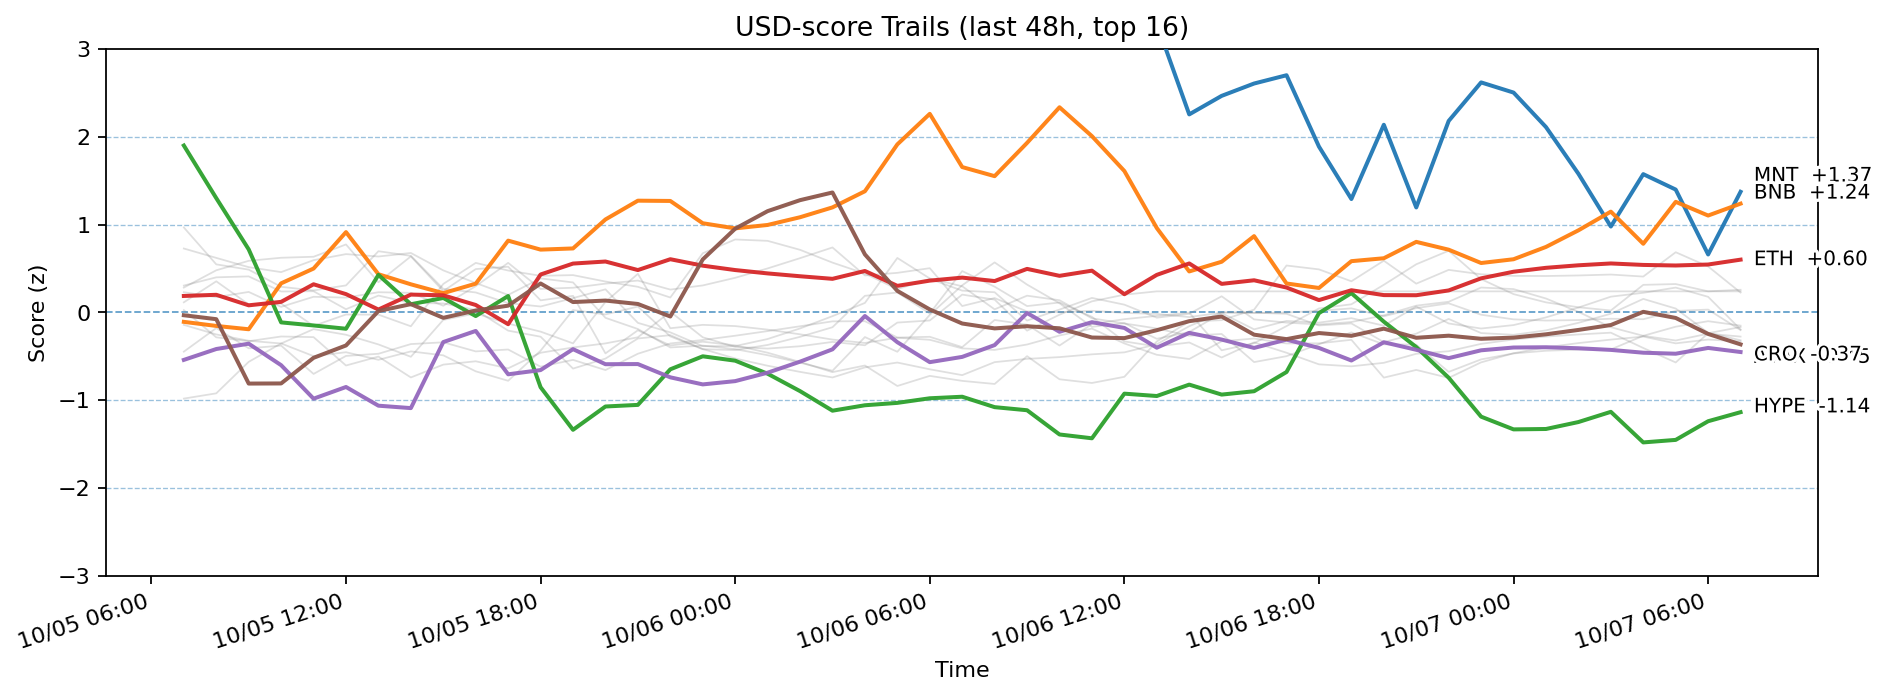 USD-score Trails (last 48h, top 16)
Score (z)
3
2
1
0
−1
−2
−3
MNT +1.37
BNB +1.24
ETH +0.60
CRO -0.37
HYPE -1.14
10/05 06:00
10/05 12:00
10/05 18:00
10/06 00:00
10/06 06:00
10/06 12:00
10/06 18:00
10/07 00:00
10/07 06:00
Time